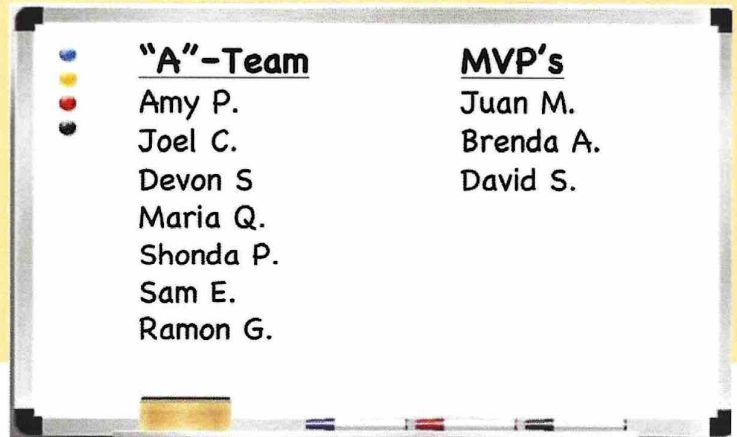 “A”-Team
Amy P.
Joel C.
Devon S
Maria Q.
Shonda P.
Sam E.
Ramon G.
MVP’s
Juan M.
Brenda A.
David S.